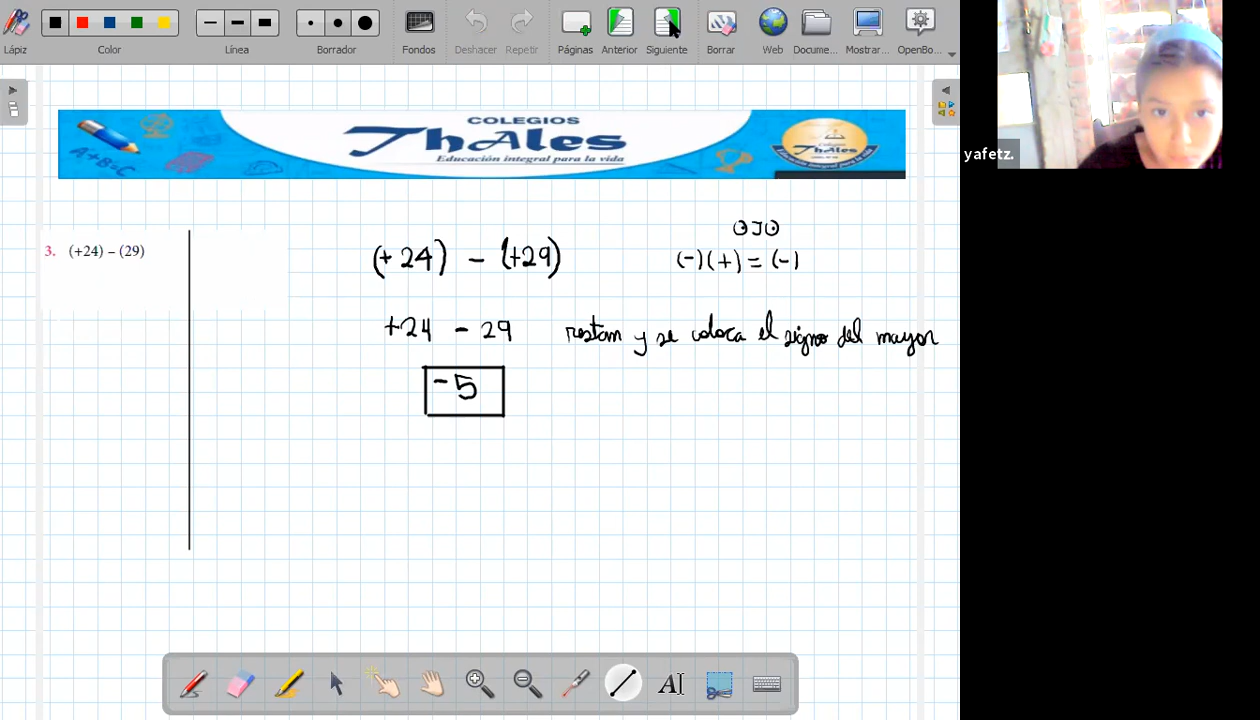 Lápiz Color Línea Borrador Fondos Deshacer Repetir Páginas Anterior Siguiente Borrar Web Docume... Mostrar... OpenBo...
COLEGIOS
Thales
Educación integral para la vida
A+B=C
yafetz.
3. (+24) – (29)
(+24) - (+29)
(-)(+) = (-)
+24 - 29 restan y se coloca el signo del mayor
-5